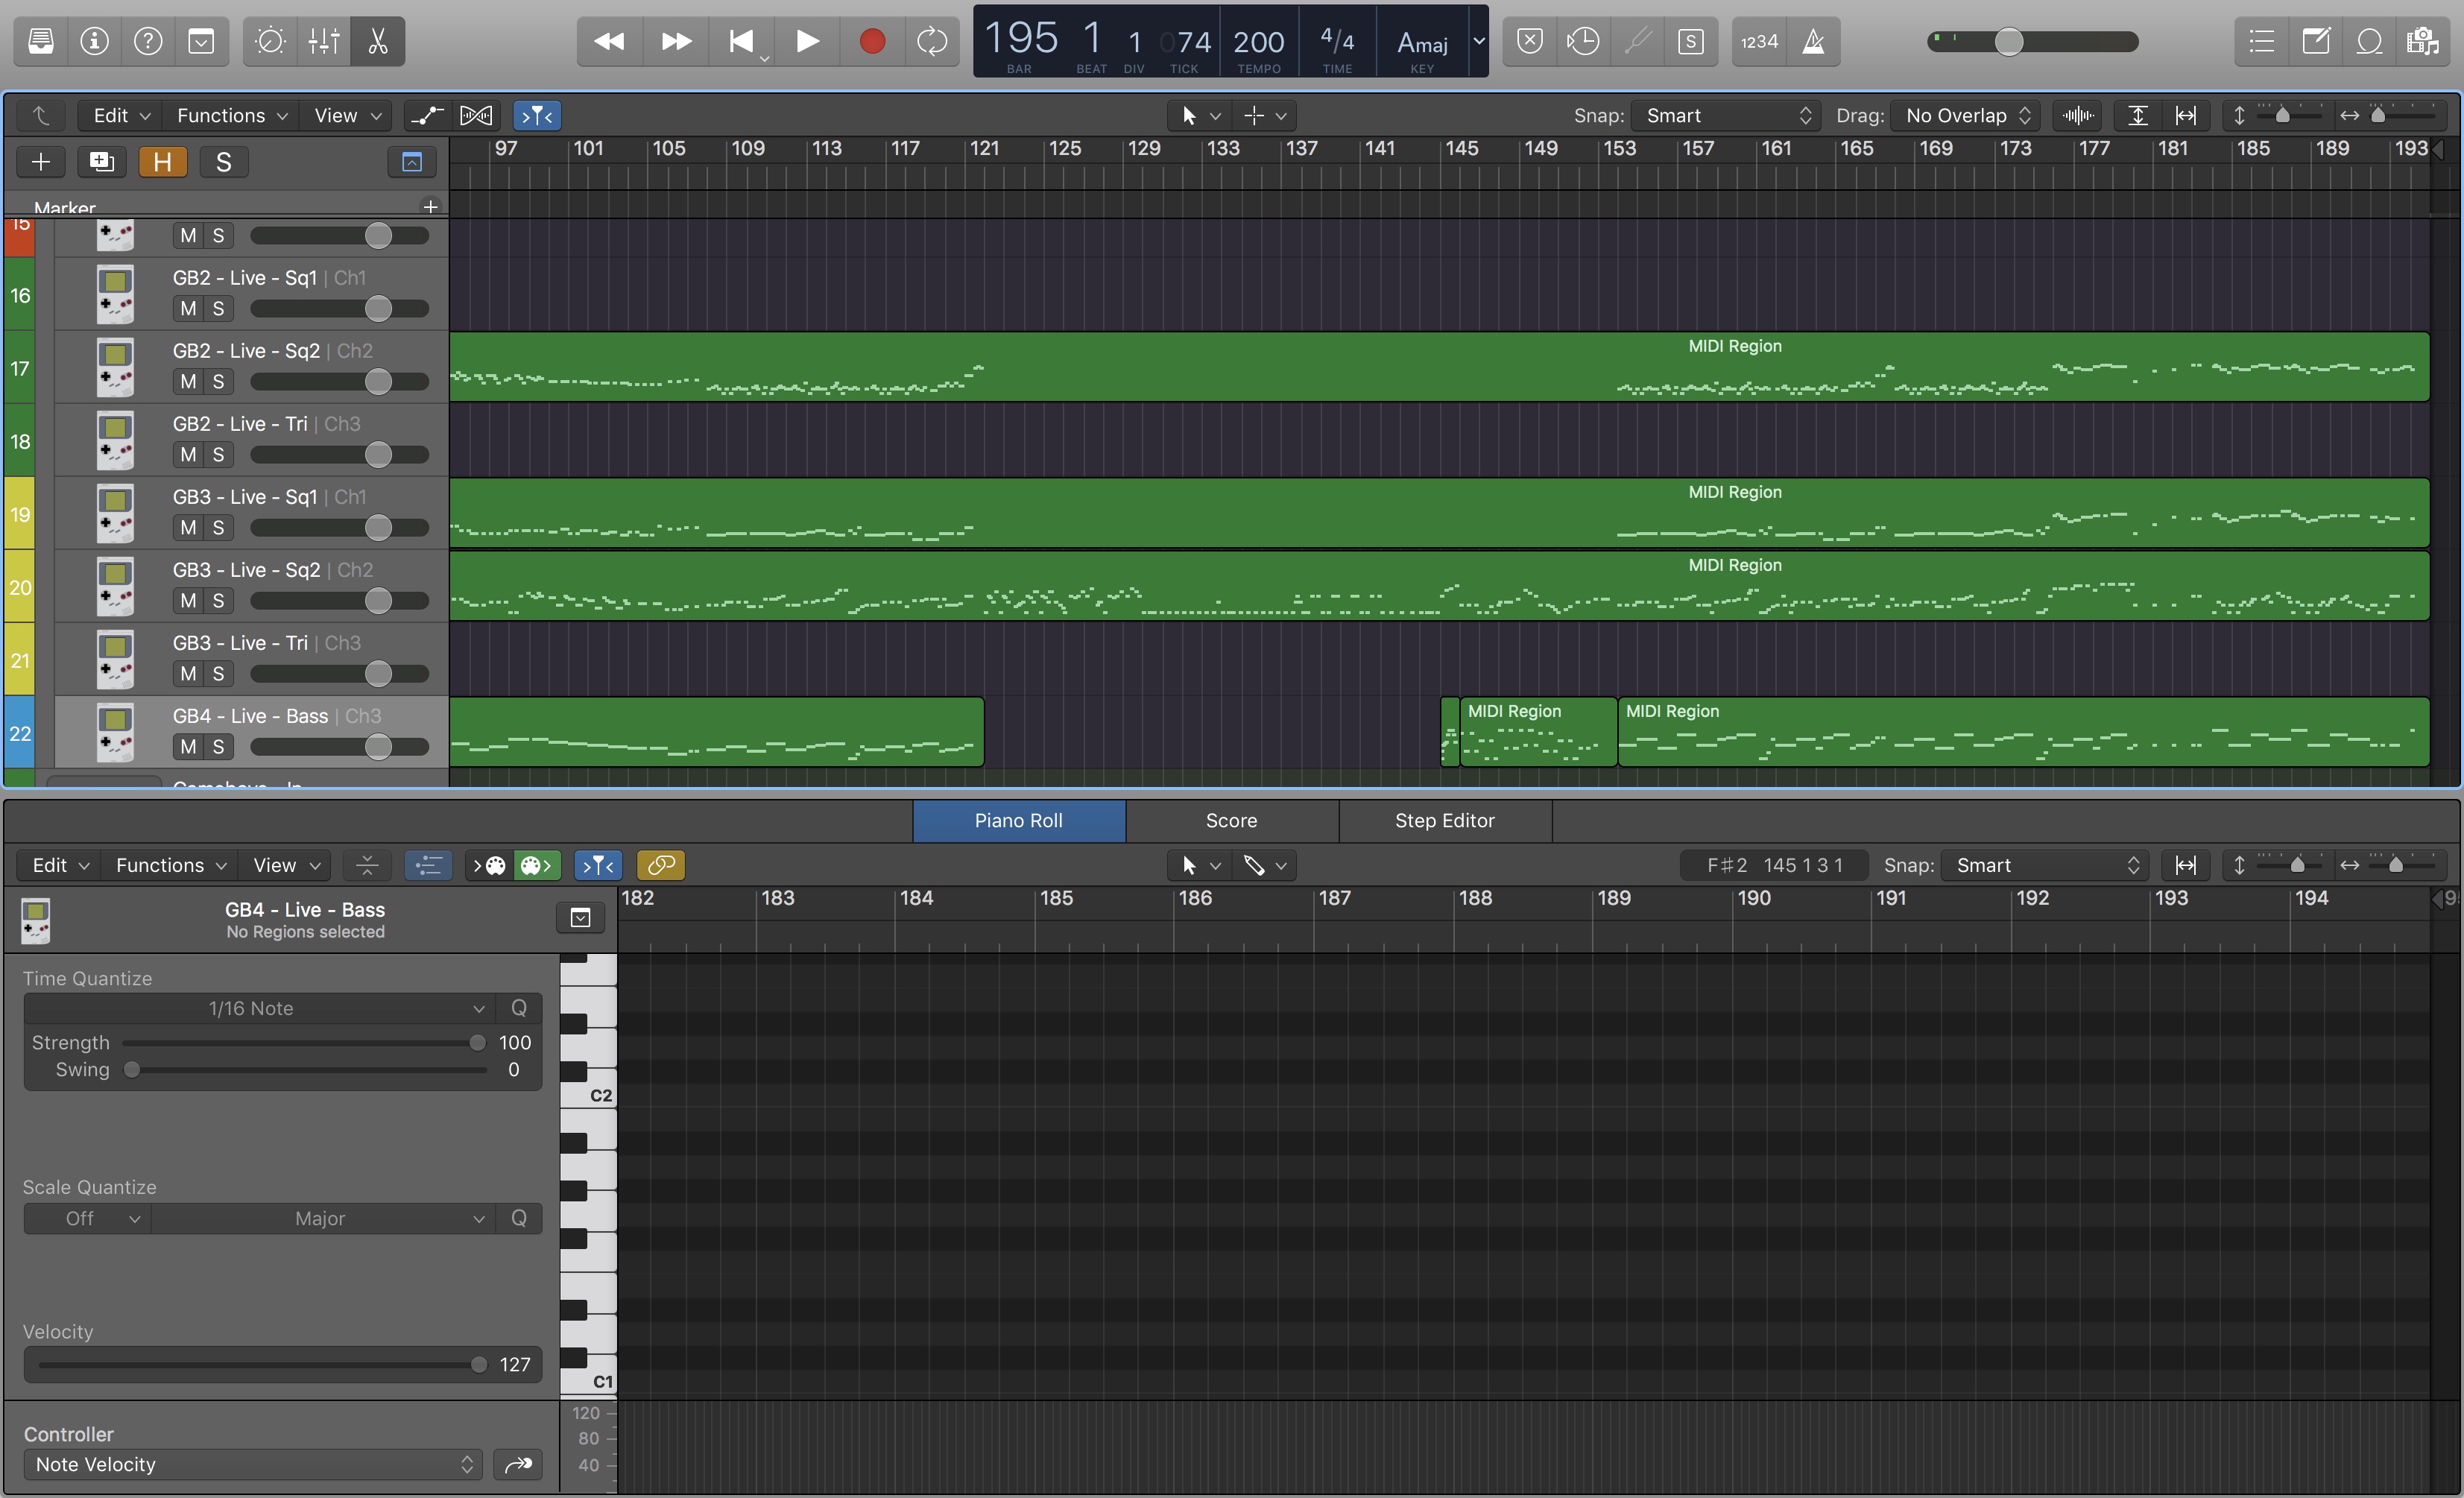 195 1 1 074 200 4/4 Amaj
BAR BEAT DIV TICK TEMPO TIME KEY
S 1234
Edit Functions View Snap: Smart Drag: No Overlap
H S 97 101 105 109 113 117 121 125 129 133 137 141 145 149 153 157 161 165 169 173 177 181 185 189 193
Marker
15 M S
16 GB2 - Live - Sq1 | Ch1
M S
17 GB2 - Live - Sq2 | Ch2 MIDI Region
M S
18 GB2 - Live - Tri | Ch3
M S
19 GB3 - Live - Sq1 | Ch1 MIDI Region
M S
20 GB3 - Live - Sq2 | Ch2 MIDI Region
M S
21 GB3 - Live - Tri | Ch3
M S
22 GB4 - Live - Bass | Ch3 MIDI Region MIDI Region
M S
Piano Roll Score Step Editor
Edit Functions View F♯2 145 1 3 1 Snap: Smart
182 183 184 185 186 187 188 189 190 191 192 193 194
GB4 - Live - Bass
No Regions selected
Time Quantize
1/16 Note Q
Strength 100
Swing 0
C2
Scale Quantize
Off Major Q
Velocity
127
C1
120
Controller
80
Note Velocity
40